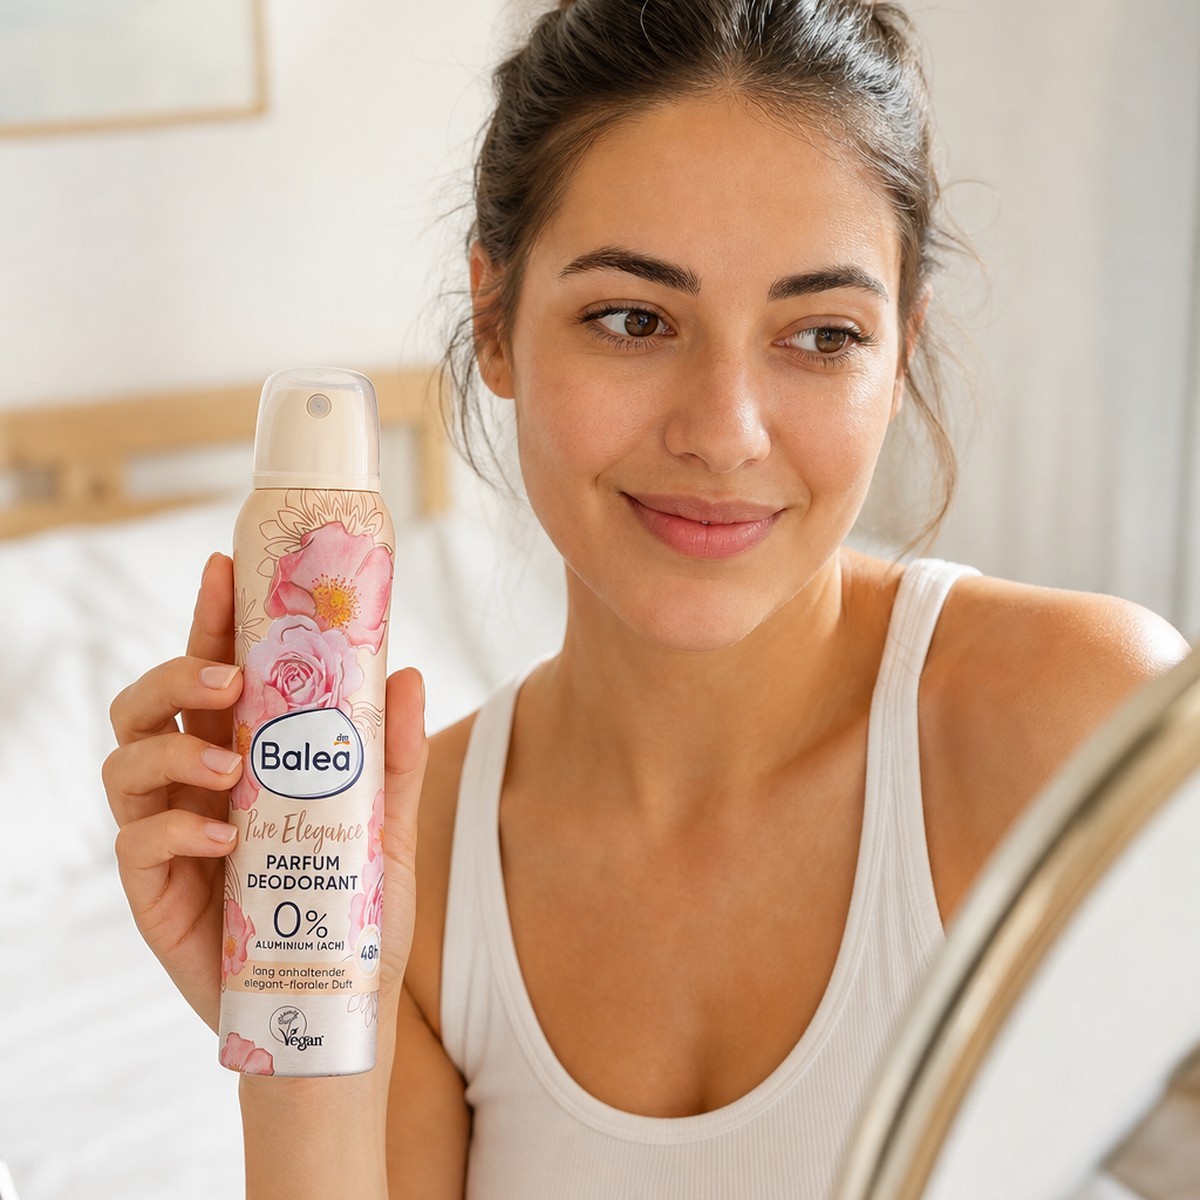 dm
Balea
Pure Elegance
PARFUM
DEODORANT
0%
ALUMINIUM (ACH)
48h
lang anhaltender
elegant-floraler Duft
Vegan